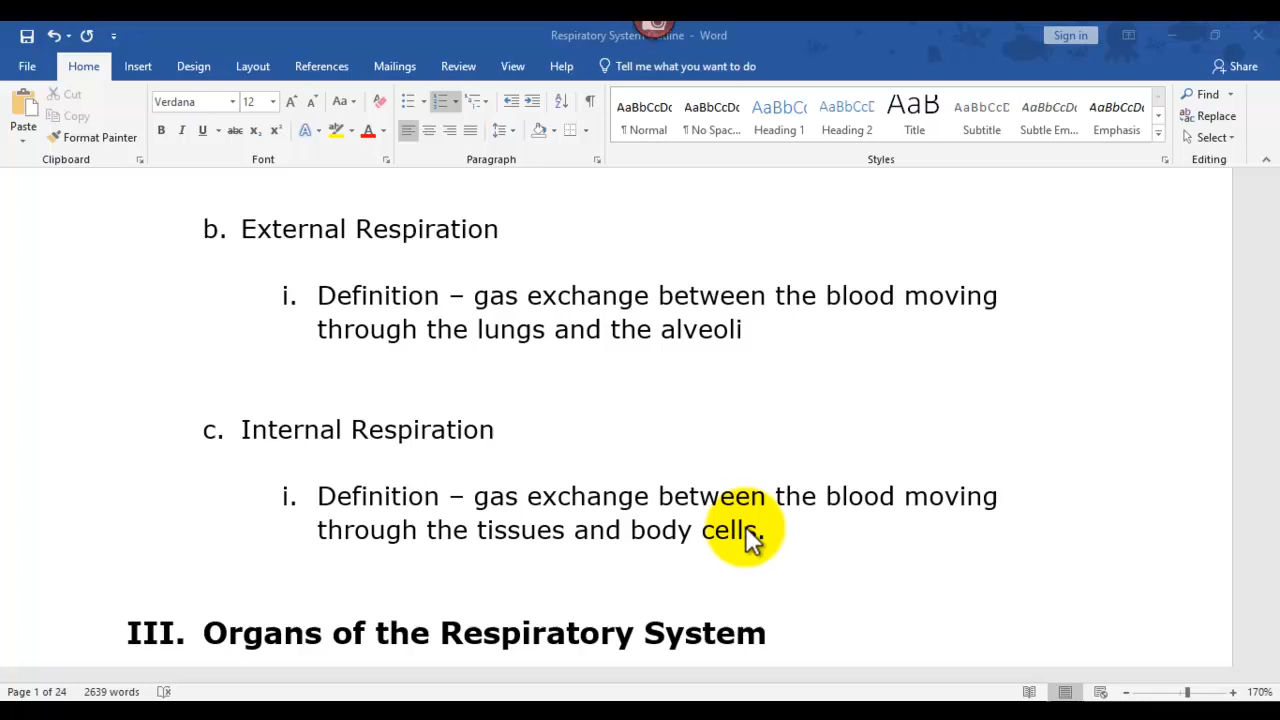 Respiratory System line - Word
Sign in
File Home Insert Design Layout References Mailings Review View Help Tell me what you want to do Share
Paste
Cut
Copy
Format Painter
Verdana 12
Clipboard Font Paragraph Styles Editing
AaBbCcDc AaBbCcDc AaBbC( AaBbCcE AaB AaBbCcD AaBbCcDc AaBbCcDc
¶ Normal ¶ No Spac... Heading 1 Heading 2 Title Subtitle Subtle Em... Emphasis
Find
Replace
Select
b. External Respiration
i. Definition – gas exchange between the blood moving
through the lungs and the alveoli
c. Internal Respiration
i. Definition – gas exchange between the blood moving
through the tissues and body cells.
III. Organs of the Respiratory System
Page 1 of 24 2639 words 170%